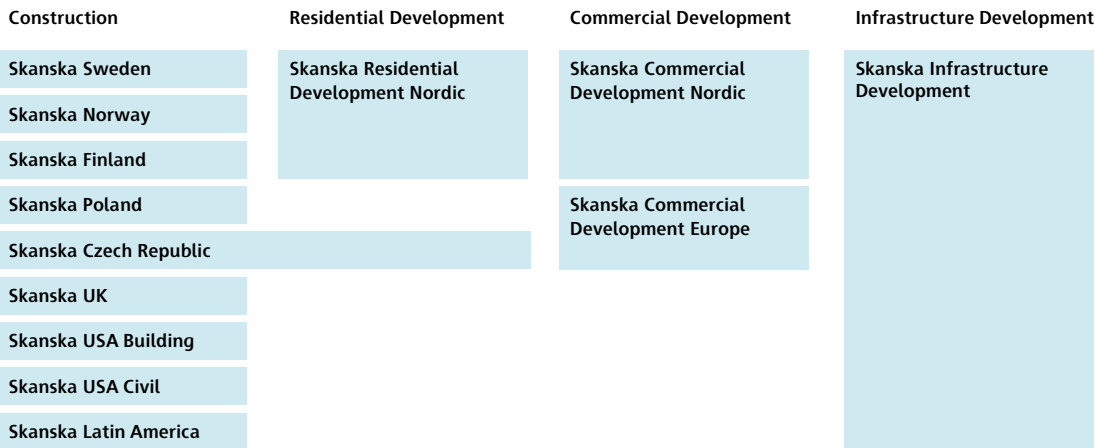 Construction
Residential Development
Commercial Development
Infrastructure Development
Skanska Sweden
Skanska Norway
Skanska Finland
Skanska Poland
Skanska Czech Republic
Skanska UK
Skanska USA Building
Skanska USA Civil
Skanska Latin America
Skanska Residential
Development Nordic
Skanska Commercial
Development Nordic
Skanska Commercial
Development Europe
Skanska Infrastructure
Development